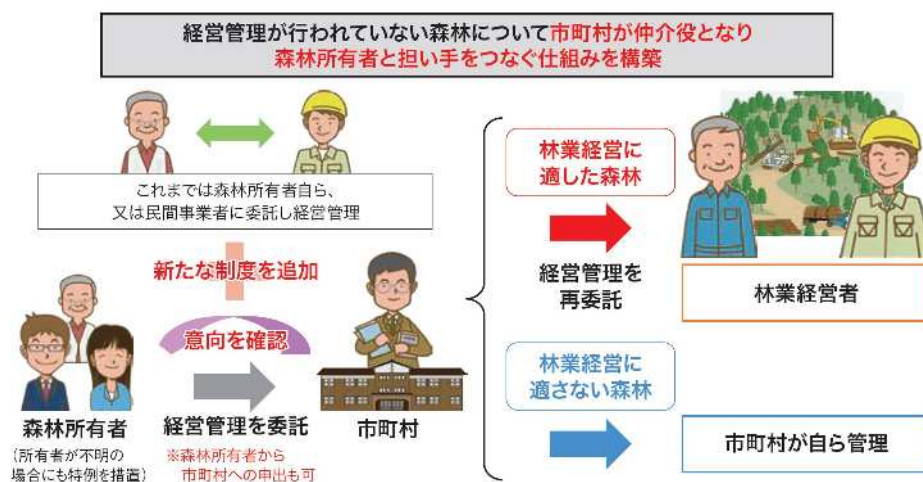 経営管理が行われていない森林について市町村が仲介役となり
森林所有者と担い手をつなぐ仕組みを構築
これまでは森林所有者自ら、
又は民間事業者に委託し経営管理
新たな制度を追加
意向を確認
森林所有者
(所有者が不明の
場合にも特例を措置)
経営管理を委託
※森林所有者から
市町村への申出も可
市町村
林業経営に
適した森林
経営管理を
再委託
林業経営者
林業経営に
適さない森林
市町村が自ら管理